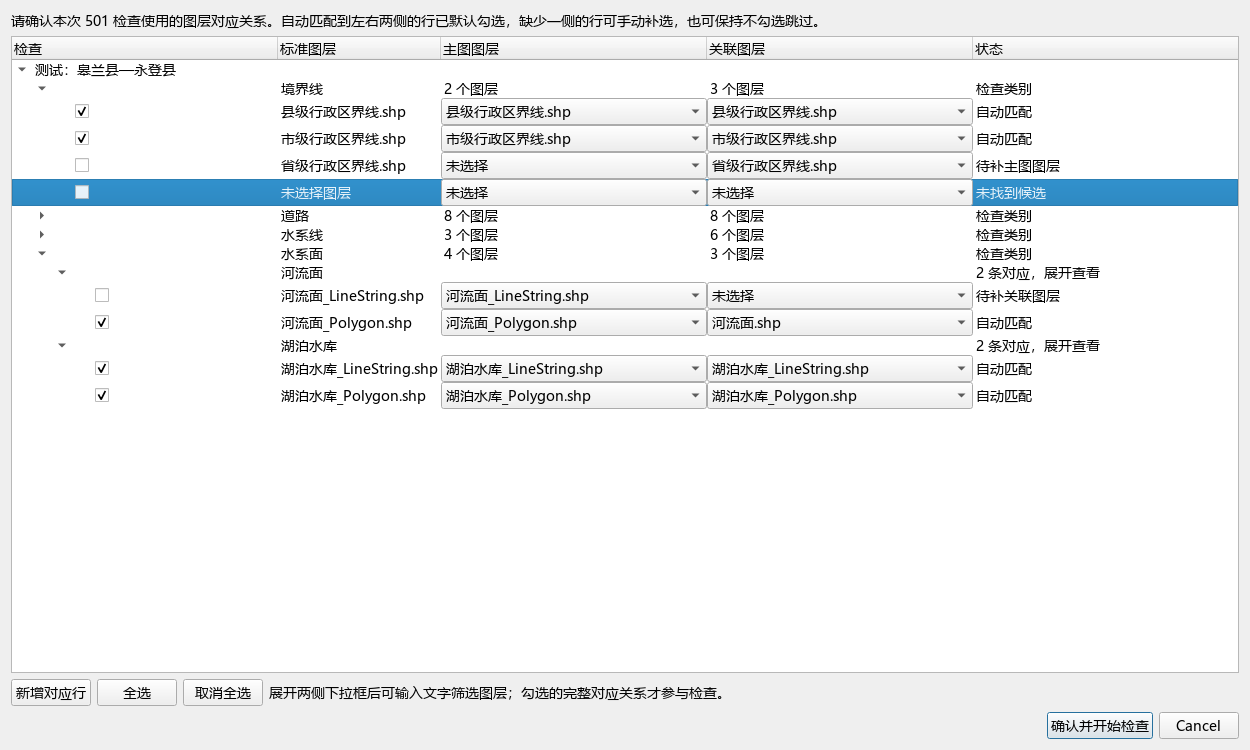 请确认本次 501 检查使用的图层对应关系。自动匹配到左右两侧的行已默认勾选，缺少一侧的行可手动补选，也可保持不勾选跳过。
检查 标准图层 主图图层 关联图层 状态
测试：皋兰县—永登县
境界线 2 个图层 3 个图层 检查类别
县级行政区界线.shp 县级行政区界线.shp 县级行政区界线.shp 自动匹配
市级行政区界线.shp 市级行政区界线.shp 市级行政区界线.shp 自动匹配
省级行政区界线.shp 未选择 省级行政区界线.shp 待补主图图层
未选择图层 未选择 未选择 未找到候选
道路 8 个图层 8 个图层 检查类别
水系线 3 个图层 6 个图层 检查类别
水系面 4 个图层 3 个图层 检查类别
河流面 2 条对应，展开查看
河流面_LineString.shp 河流面_LineString.shp 未选择 待补关联图层
河流面_Polygon.shp 河流面_Polygon.shp 河流面.shp 自动匹配
湖泊水库 2 条对应，展开查看
湖泊水库_LineString.shp 湖泊水库_LineString.shp 湖泊水库_LineString.shp 自动匹配
湖泊水库_Polygon.shp 湖泊水库_Polygon.shp 湖泊水库_Polygon.shp 自动匹配
新增对应行 全选 取消全选 展开两侧下拉框后可输入文字筛选图层；勾选的完整对应关系才参与检查。
确认并开始检查 Cancel